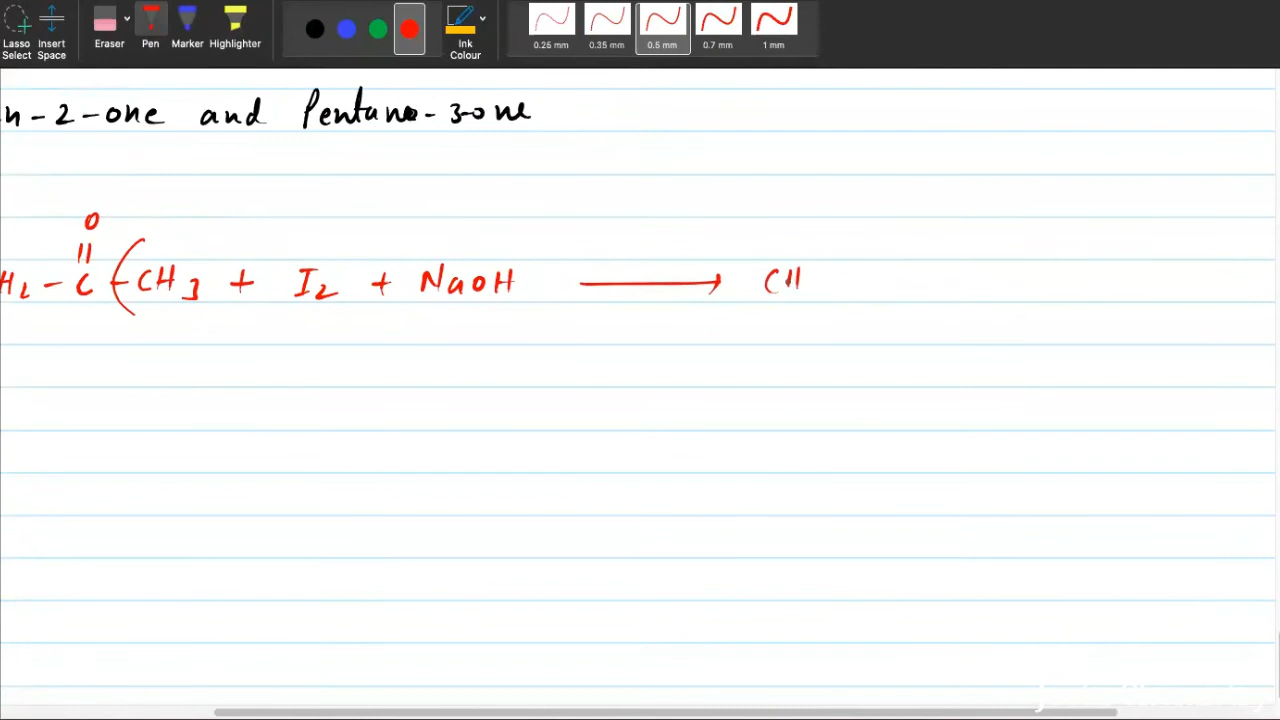 Lasso Select Insert Space Eraser Pen Marker Highlighter Ink Colour 0.25 mm 0.35 mm 0.5 mm 0.7 mm 1 mm
n-2-one and Pentane-3-one
O
||
H2 - C - CH3 + I2 + NaOH ⟶ CH